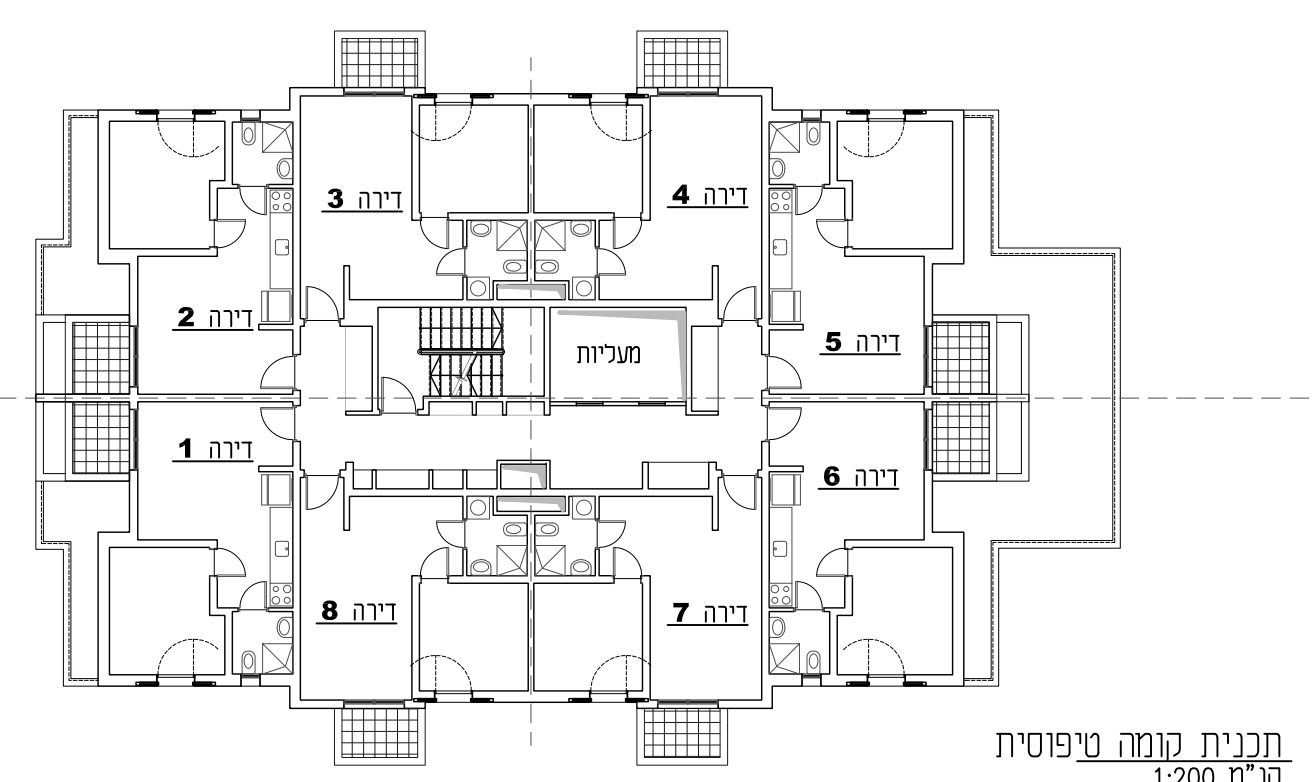 דירה 3
דירה 4
דירה 2
דירה 5
מעליות
דירה 1
דירה 6
דירה 8
דירה 7
תכנית קומה טיפוסית
קנ"מ 1:200